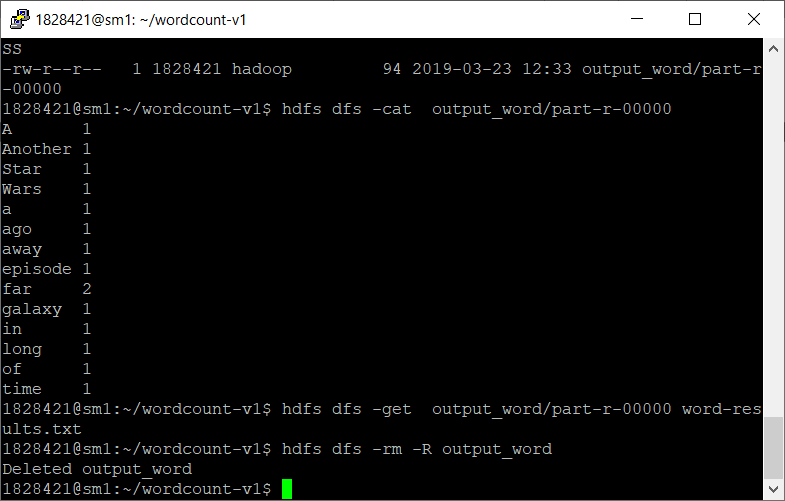 1828421@sm1: ~/wordcount-v1
SS
-rw-r--r--   1 1828421 hadoop         94 2019-03-23 12:33 output_word/part-r
-00000
1828421@sm1:~/wordcount-v1$ hdfs dfs -cat  output_word/part-r-00000
A       1
Another 1
Star    1
Wars    1
a       1
ago     1
away    1
episode 1
far     2
galaxy  1
in      1
long    1
of      1
time    1
1828421@sm1:~/wordcount-v1$ hdfs dfs -get  output_word/part-r-00000 word-res
ults.txt
1828421@sm1:~/wordcount-v1$ hdfs dfs -rm -R output_word
Deleted output_word
1828421@sm1:~/wordcount-v1$